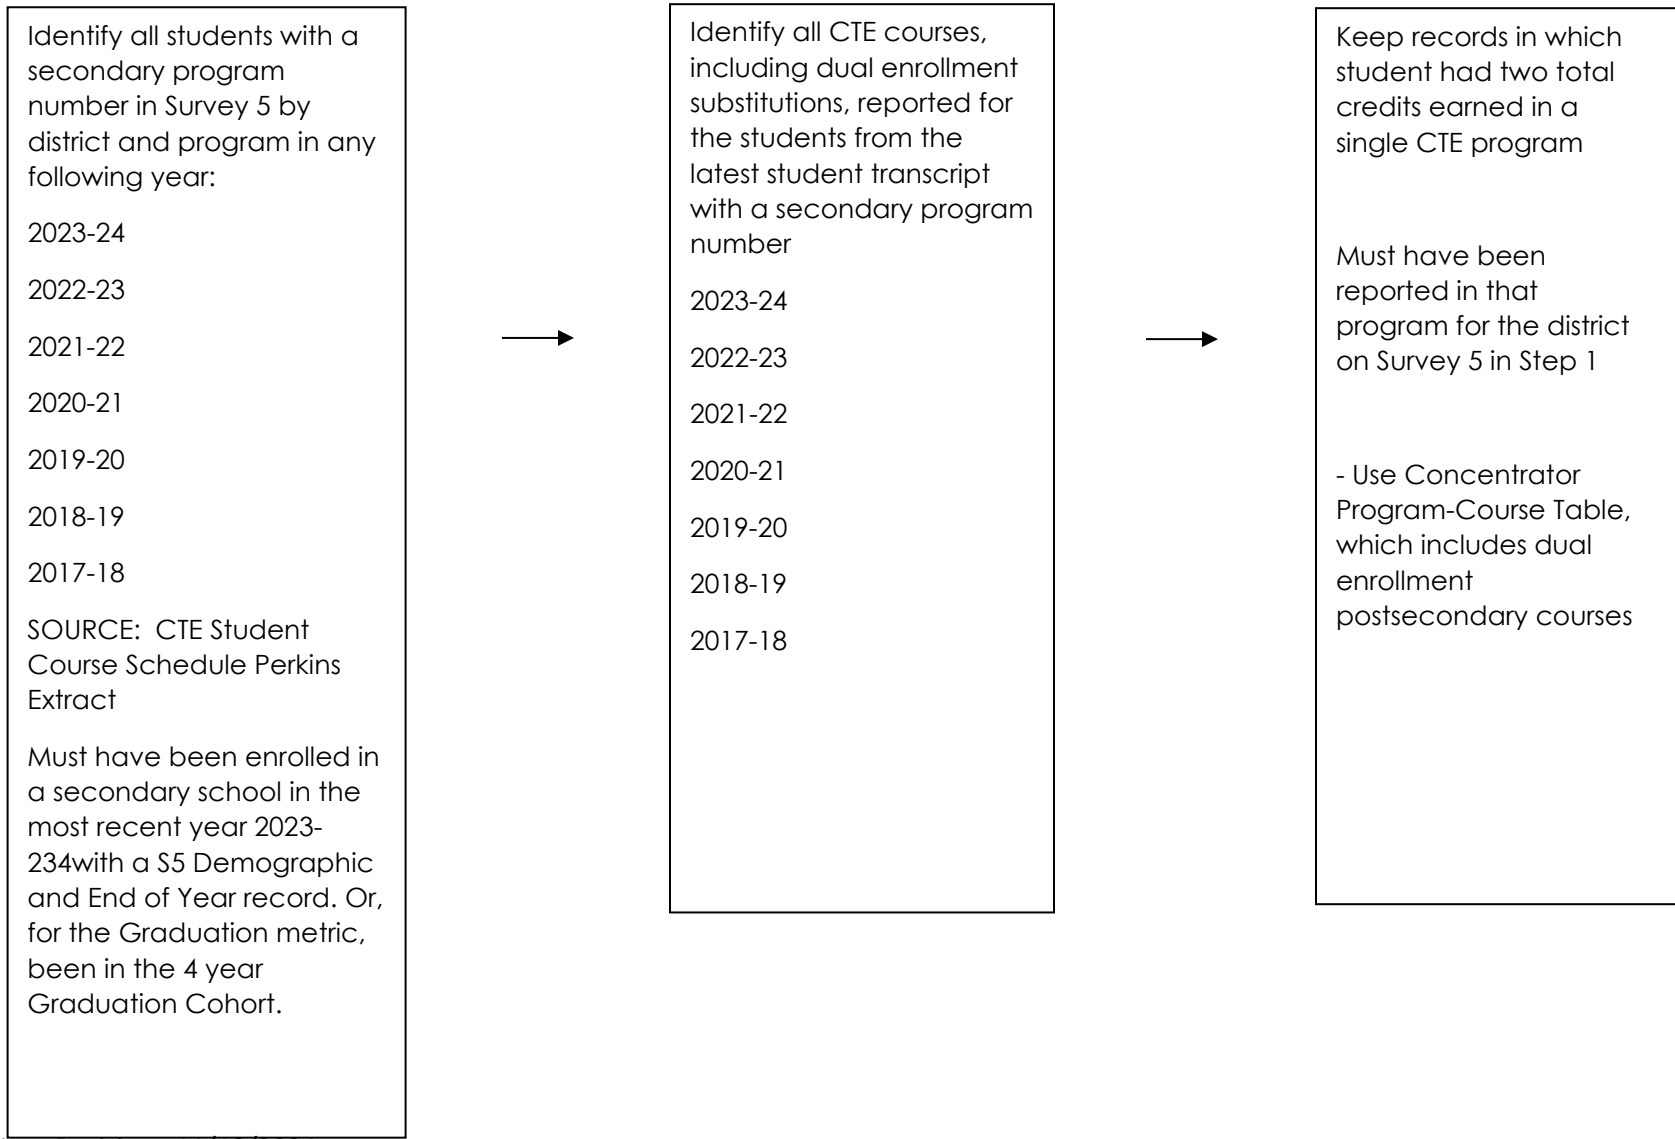 Identify all students with a
secondary program
number in Survey 5 by
district and program in any
following year:
2023-24
2022-23
2021-22
2020-21
2019-20
2018-19
2017-18
SOURCE:  CTE Student
Course Schedule Perkins
Extract
Must have been enrolled in
a secondary school in the
most recent year 2023-
234with a S5 Demographic
and End of Year record. Or,
for the Graduation metric,
been in the 4 year
Graduation Cohort.
Identify all CTE courses,
including dual enrollment
substitutions, reported for
the students from the
latest student transcript
with a secondary program
number
2023-24
2022-23
2021-22
2020-21
2019-20
2018-19
2017-18
Keep records in which
student had two total
credits earned in a
single CTE program
Must have been
reported in that
program for the district
on Survey 5 in Step 1
- Use Concentrator
Program-Course Table,
which includes dual
enrollment
postsecondary courses